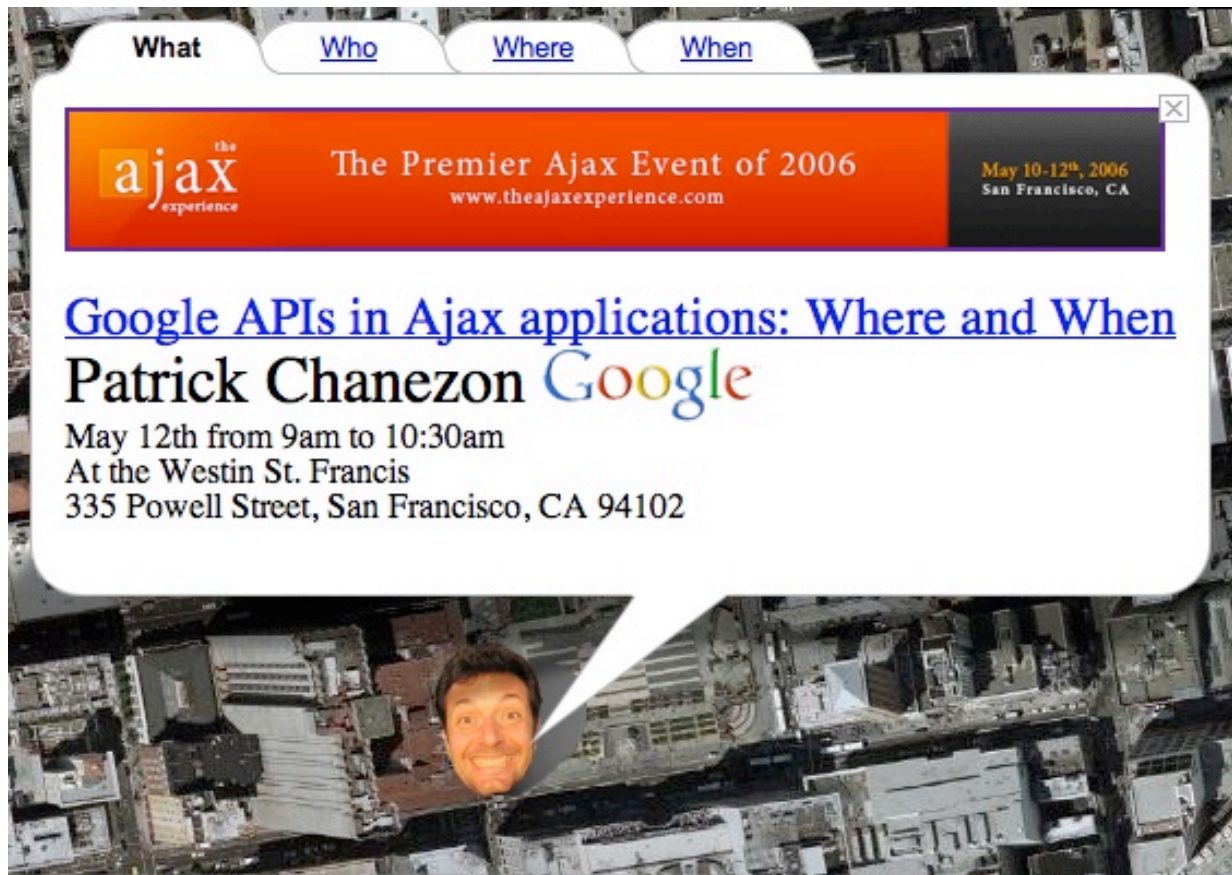 What Who Where When
the
ajax
experience
The Premier Ajax Event of 2006
www.theajaxexperience.com
May 10-12th, 2006
San Francisco, CA
Google APIs in Ajax applications: Where and When
Patrick Chanezon Google
May 12th from 9am to 10:30am
At the Westin St. Francis
335 Powell Street, San Francisco, CA 94102